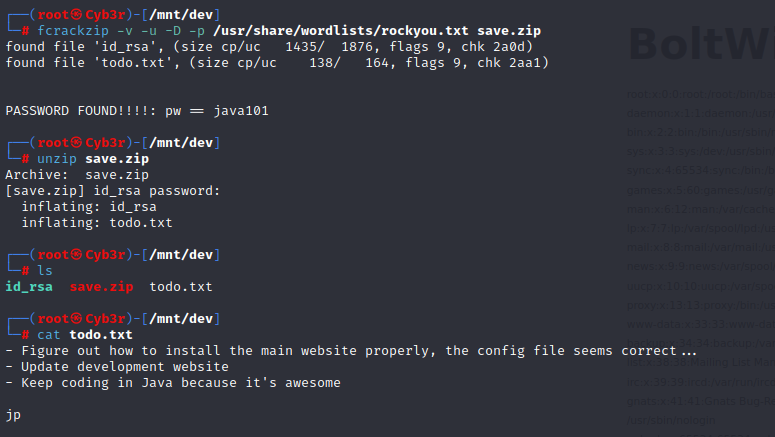 ┌──(root㉿Cyb3r)-[/mnt/dev]
└─# fcrackzip -v -u -D -p /usr/share/wordlists/rockyou.txt save.zip
found file 'id_rsa', (size cp/uc   1435/  1876, flags 9, chk 2a0d)
found file 'todo.txt', (size cp/uc    138/   164, flags 9, chk 2aa1)
PASSWORD FOUND!!!!: pw == java101
┌──(root㉿Cyb3r)-[/mnt/dev]
└─# unzip save.zip
Archive:  save.zip
[save.zip] id_rsa password:
  inflating: id_rsa
  inflating: todo.txt
┌──(root㉿Cyb3r)-[/mnt/dev]
└─# ls
id_rsa  save.zip  todo.txt
┌──(root㉿Cyb3r)-[/mnt/dev]
└─# cat todo.txt
- Figure out how to install the main website properly, the config file seems correct...
- Update development website
- Keep coding in Java because it's awesome
jp
BoltW